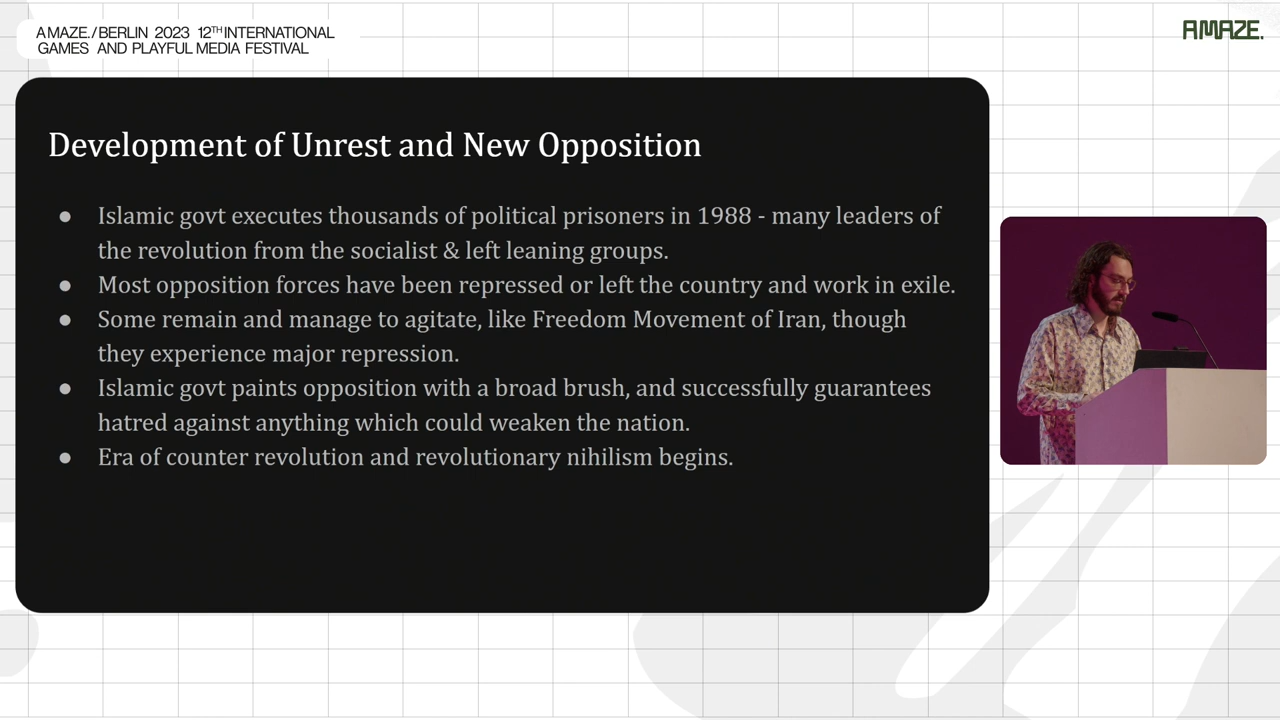 AMAZE./BERLIN 2023 12TH INTERNATIONAL
GAMES AND PLAYFUL MEDIA FESTIVAL
AMAZE.
Development of Unrest and New Opposition
● Islamic govt executes thousands of political prisoners in 1988 - many leaders of
the revolution from the socialist & left leaning groups.
● Most opposition forces have been repressed or left the country and work in exile.
● Some remain and manage to agitate, like Freedom Movement of Iran, though
they experience major repression.
● Islamic govt paints opposition with a broad brush, and successfully guarantees
hatred against anything which could weaken the nation.
● Era of counter revolution and revolutionary nihilism begins.